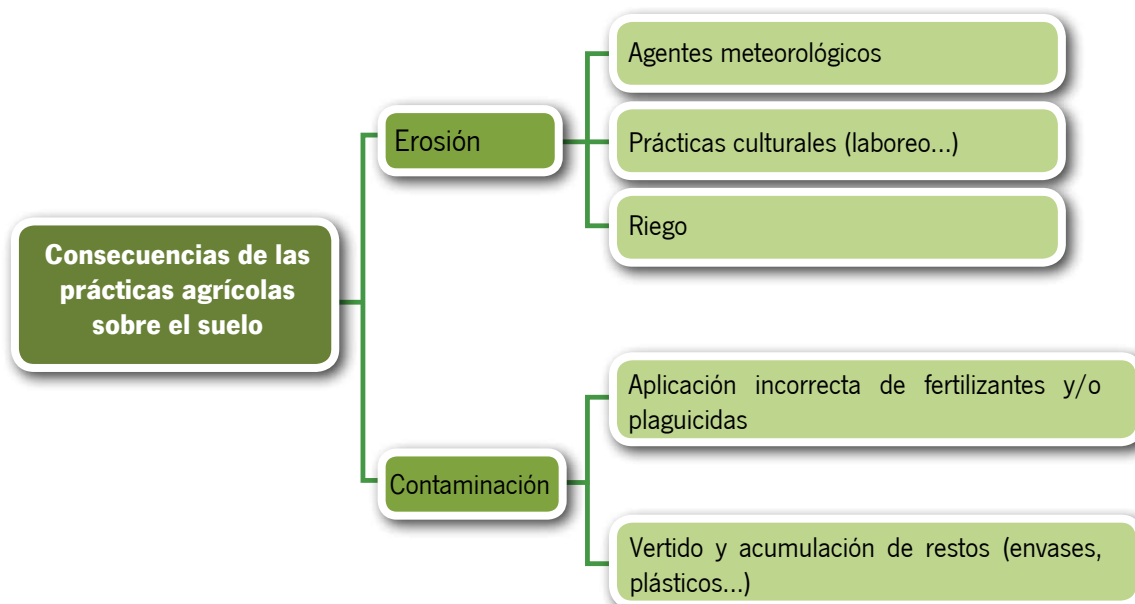 Consecuencias de las
prácticas agrícolas
sobre el suelo
Erosión
Agentes meteorológicos
Prácticas culturales (laboreo...)
Riego
Contaminación
Aplicación incorrecta de fertilizantes y/o
plaguicidas
Vertido y acumulación de restos (envases,
plásticos...)